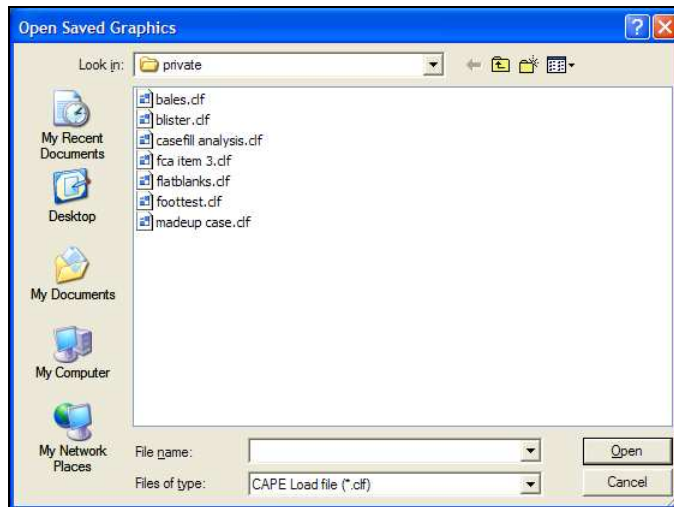 Open Saved Graphics
Look in:
private
My Recent
Documents
Desktop
My Documents
My Computer
My Network
Places
bales.clf
blister.clf
casefill analysis.clf
fca item 3.clf
flatblanks.clf
foottest.clf
madeup case.clf
File name:
Open
Files of type:
CAPE Load file (*.clf)
Cancel